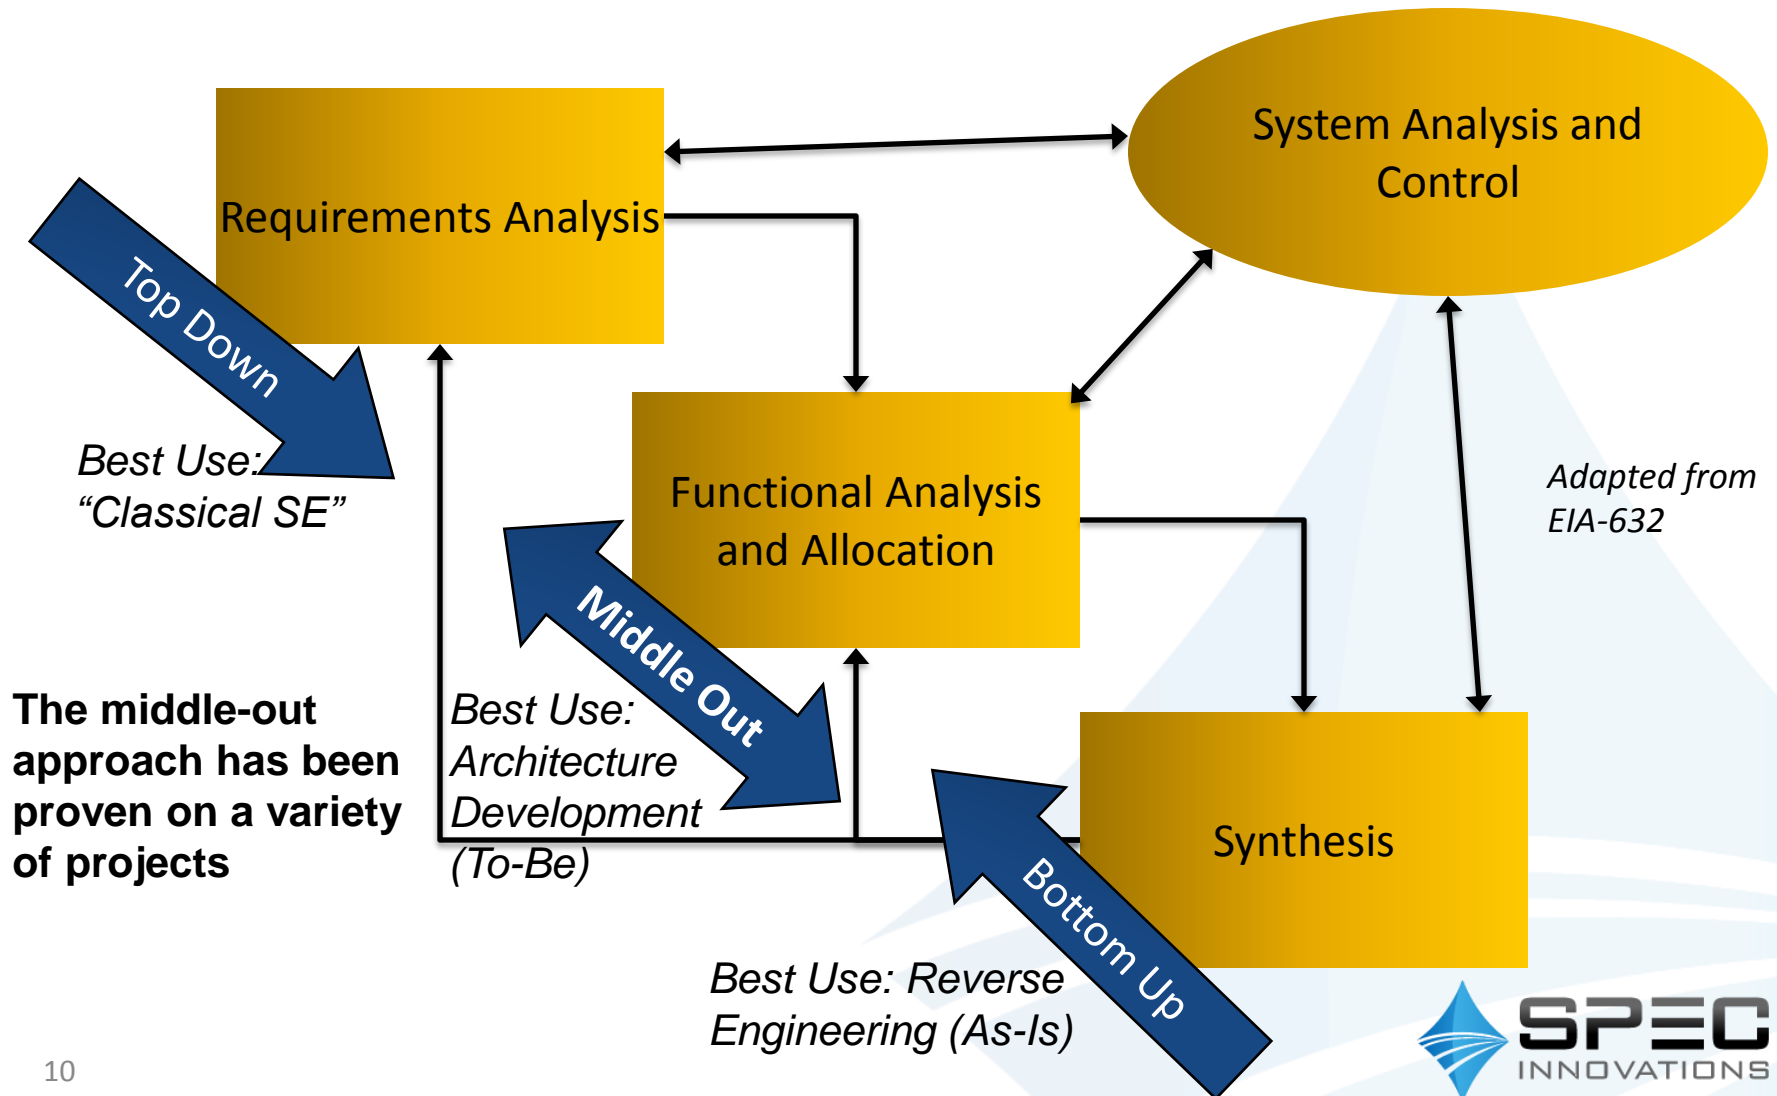 System Analysis and
Control
Requirements Analysis
Top Down
Best Use:
“Classical SE”
Functional Analysis
and Allocation
Adapted from
EIA-632
Middle Out
The middle-out
approach has been
proven on a variety
of projects
Best Use:
Architecture
Development
(To-Be)
Synthesis
Bottom Up
Best Use: Reverse
Engineering (As-Is)
SPEC
INNOVATIONS
10